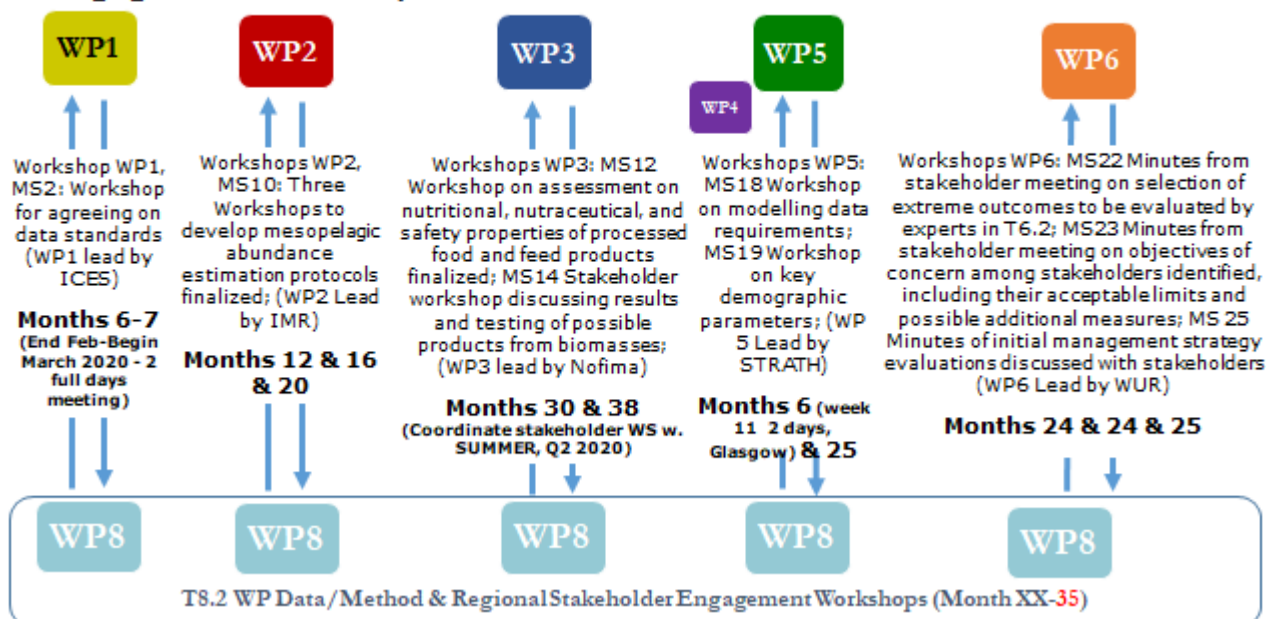 WP1
WP2
WP3
WP5
WP4
WP6
Workshop WP1,
MS2: Workshop
for agreeing on
data standards
(WP1 lead by
ICES)
Months 6-7
(End Feb-Begin
March 2020 - 2
full days
meeting)
Workshops WP2,
MS10: Three
Workshops to
develop mesopelagic
abundance
estimation protocols
finalized; (WP2 Lead
by IMR)
Months 12 & 16
& 20
Workshops WP3: MS12
Workshop on assessment on
nutritional, nutraceutical, and
safety properties of processed
food and feed products
finalized; MS14 Stakeholder
workshop discussing results
and testing of possible
products from biomasses;
(WP3 lead by Nofima)
Months 30 & 38
(Coordinate stakeholder WS w.
SUMMER, Q2 2020)
Workshops WP5:
MS18 Workshop
on modelling data
requirements;
MS19 Workshop
on key
demographic
parameters; (WP
5 Lead by
STRATH)
Months 6 (week
11 2 days,
Glasgow) & 25
Workshops WP6: MS22 Minutes from
stakeholder meeting on selection of
extreme outcomes to be evaluated by
experts in T6.2; MS23 Minutes from
stakeholder meeting on objectives of
concern among stakeholders identified,
including their acceptable limits and
possible additional measures; MS 25
Minutes of initial management strategy
evaluations discussed with stakeholders
(WP6 Lead by WUR)
Months 24 & 24 & 25
WP8
WP8
WP8
WP8
WP8
T8.2 WP Data/Method & Regional Stakeholder Engagement Workshops (Month XX-35)